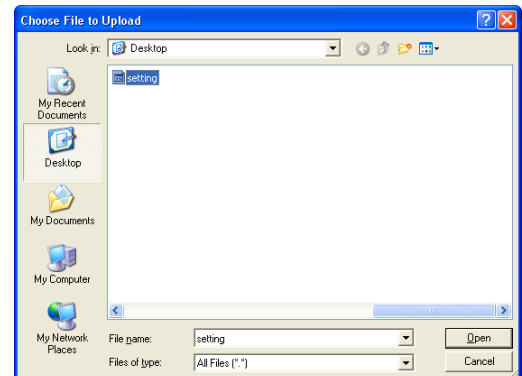 Choose File to Upload
Look in:
Desktop
setting
My Recent
Documents
Desktop
My Documents
My Computer
My Network
Places
File name:
setting
Open
Files of type:
All Files (*.*)
Cancel